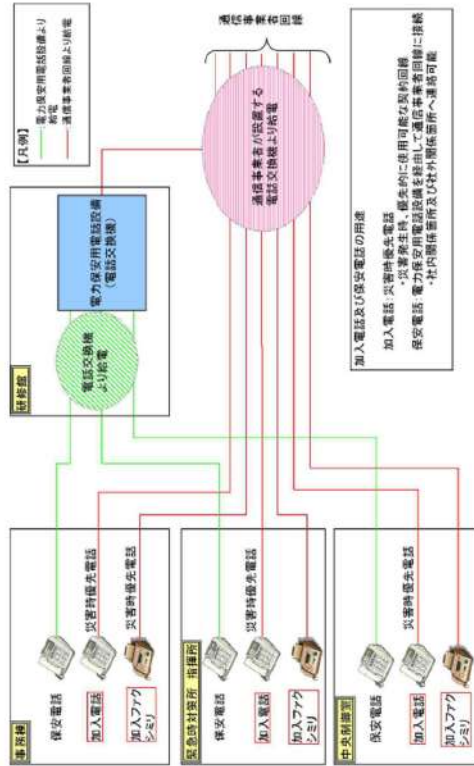 事務棟
保安電話
加入電話
災害時優先電話
加入ファク
シミリ
災害時優先電話
緊急時対策所 指揮所
保安電話
加入電話
災害時優先電話
加入ファク
シミリ
中央制御室
保安電話
加入電話
災害時優先電話
加入ファク
シミリ
研修館
電話交換機
より給電
電力保安用電話設備
(電話交換機)
通信事業者が設置する
電話交換機より給電
通信事業者回線
【凡例】
:電力保安用電話設備より
給電
:通信事業者回線より給電
加入電話及び保安電話の用途
加入電話:災害時優先電話
・災害発生時、優先的に使用可能な契約回線
保安電話:電力保安用電話設備を経由して通信事業者回線に接続
・社内関係箇所及び社外関係箇所へ連絡可能